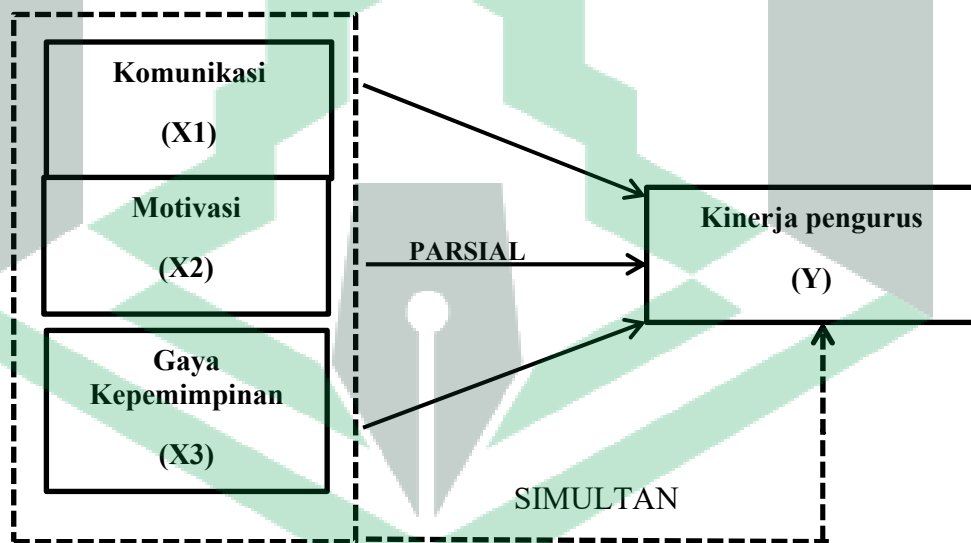 Komunikasi
(X1)
Motivasi
(X2)
Gaya
Kepemimpinan
(X3)
PARSIAL
Kinerja pengurus
(Y)
SIMULTAN